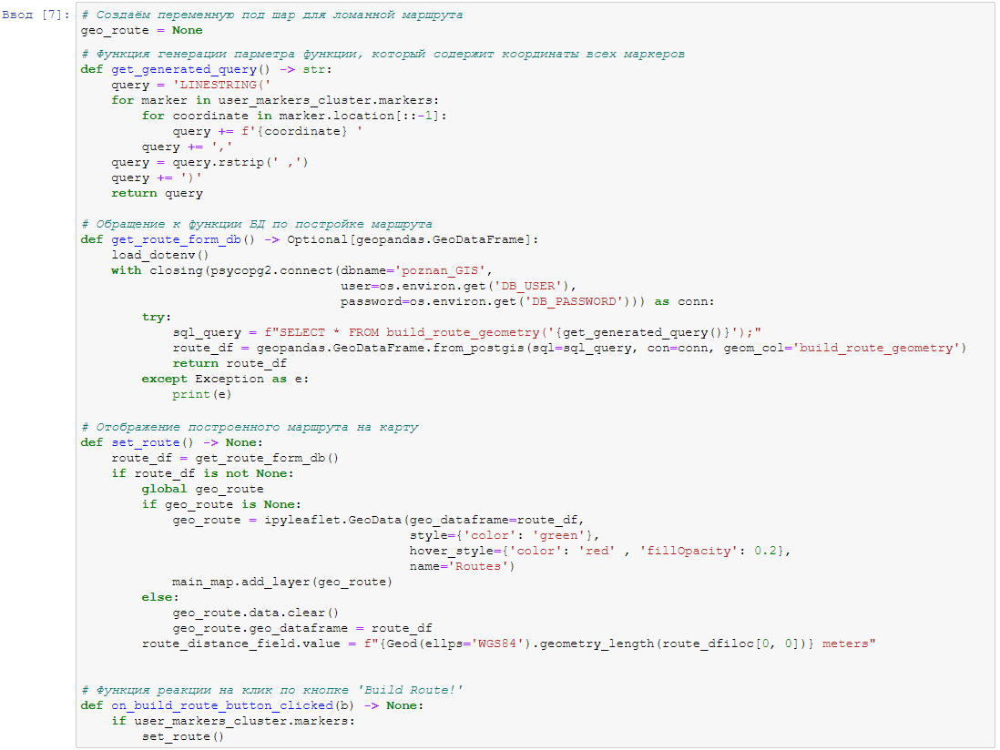 Ввод [7]: # Создаём переменную под шар для ломанной маршрута
geo_route = None
# Функция генерации парметра функции, который содержит координаты всех маркеров
def get_generated_query() -> str:
    query = 'LINESTRING('
    for marker in user_markers_cluster.markers:
        for coordinate in marker.location[::-1]:
            query += f'{coordinate} '
        query += ','
    query = query.rstrip(' ,')
    query += ')'
    return query
# Обращение к функции БД по постройке маршрута
def get_route_form_db() -> Optional[geopandas.GeoDataFrame]:
    load_dotenv()
    with closing(psycopg2.connect(dbname='poznan_GIS',
                                  user=os.environ.get('DB_USER'),
                                  password=os.environ.get('DB_PASSWORD'))) as conn:
        try:
            sql_query = f"SELECT * FROM build_route_geometry('{get_generated_query()}');"
            route_df = geopandas.GeoDataFrame.from_postgis(sql=sql_query, con=conn, geom_col='build_route_geometry')
            return route_df
        except Exception as e:
            print(e)
# Отображение построенного маршрута на карту
def set_route() -> None:
    route_df = get_route_form_db()
    if route_df is not None:
        global geo_route
        if geo_route is None:
            geo_route = ipyleaflet.GeoData(geo_dataframe=route_df,
                                           style={'color': 'green'},
                                           hover_style={'color': 'red' , 'fillOpacity': 0.2},
                                           name='Routes')
            main_map.add_layer(geo_route)
        else:
            geo_route.data.clear()
            geo_route.geo_dataframe = route_df
        route_distance_field.value = f"{Geod(ellps='WGS84').geometry_length(route_dfiloc[0, 0])} meters"
# Функция реакции на клик по кнопке 'Build Route!'
def on_build_route_button_clicked(b) -> None:
    if user_markers_cluster.markers:
        set_route()